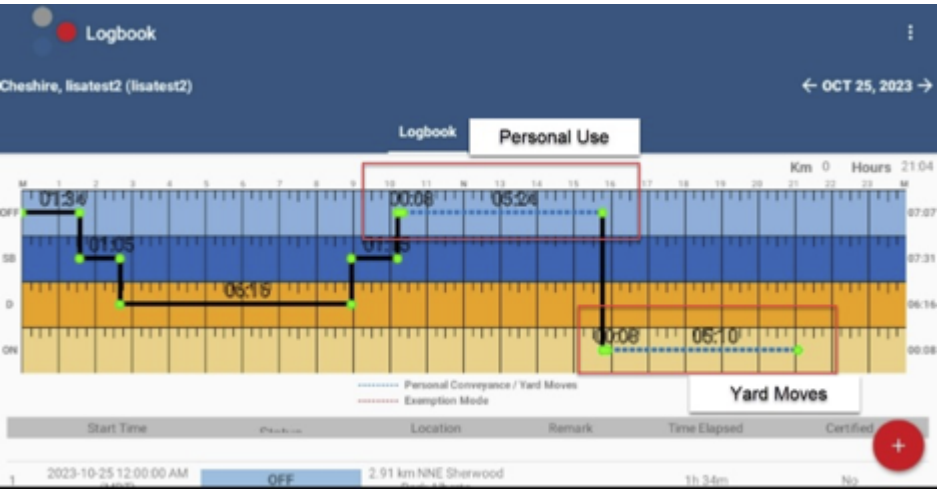 Logbook
Cheshire, lisatest2 (lisatest2)
← OCT 25, 2023 →
Logbook
Personal Use
Km 0 Hours 21:04
M 1 2 3 4 5 6 7 8 9 10 11 N 13 14 15 16 17 18 19 20 21 22 23 M
OFF 01:34 00:08 05:24 07:07
SB 01:05 07:31
D 06:16 06:16
ON 00:08 05:10 00:08
Personal Conveyance / Yard Moves
Exemption Mode
Yard Moves
Start Time Status Location Remark Time Elapsed Certified
+
1 2023-10-25 12:00:00 AM OFF 2.91 km NNE Sherwood 1h 34m No